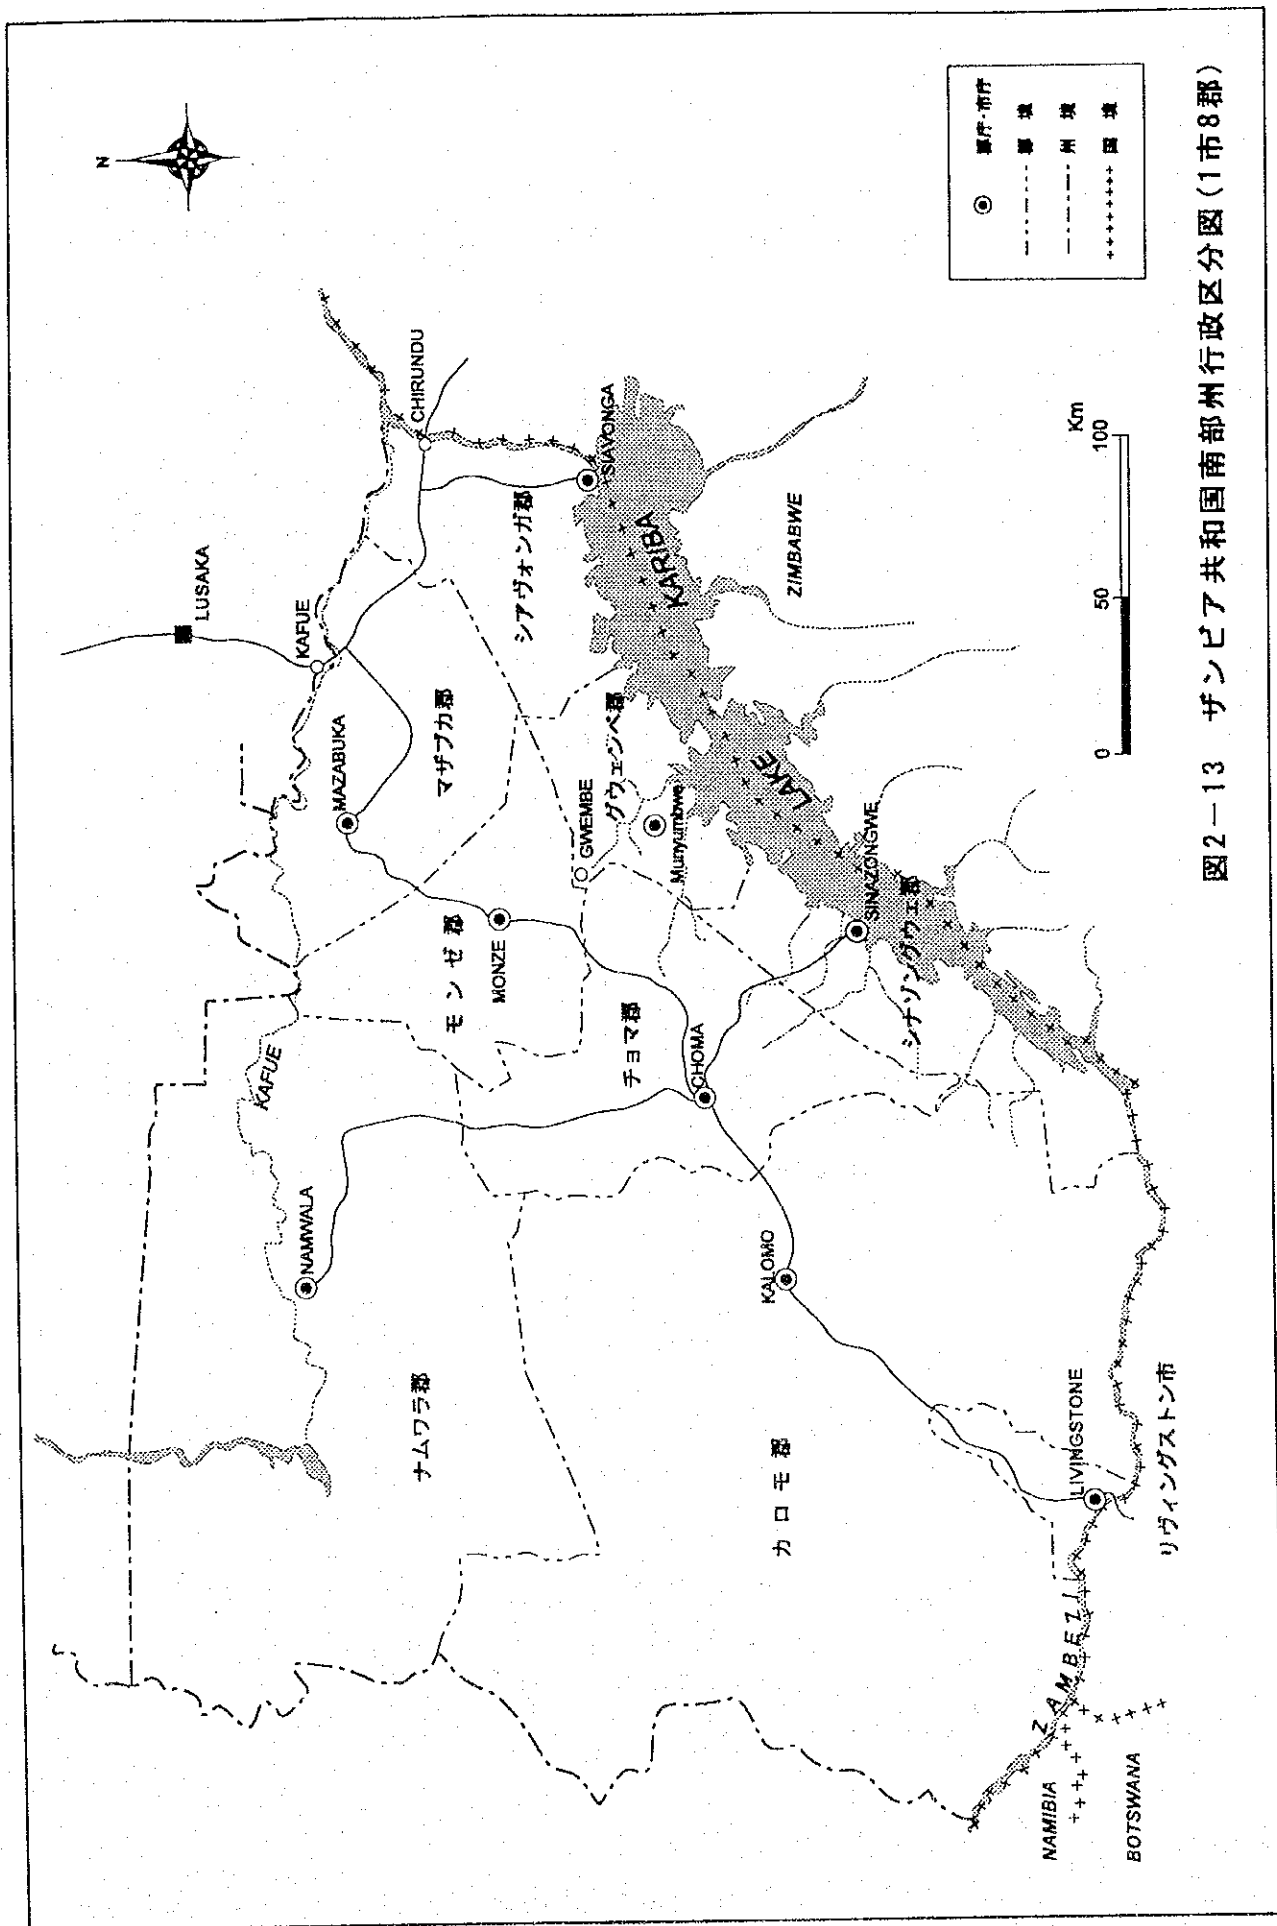 N
LUSAKA
KAFUE
CHIRUNDU
MAZABUKA
マザブカ郡
シアヴォンガ郡
SIAVONGA
KAFUE
モンゼ郡
MONZE
GWEMBE
グウェンベ郡
Munyumbwe
LAKE KARIBA
ZIMBABWE
NAMWALA
ナムワラ郡
チョマ郡
CHOMA
SINAZONGWE
シナゾングウェ郡
KALOMO
カロモ郡
LIVINGSTONE
リヴィングストン市
ZAMBEZI
NAMIBIA
BOTSWANA
郡庁・市庁
郡境
州境
国境
0 50 100
Km
図2-13 ザンビア共和国南部州行政区分図(1市8郡)